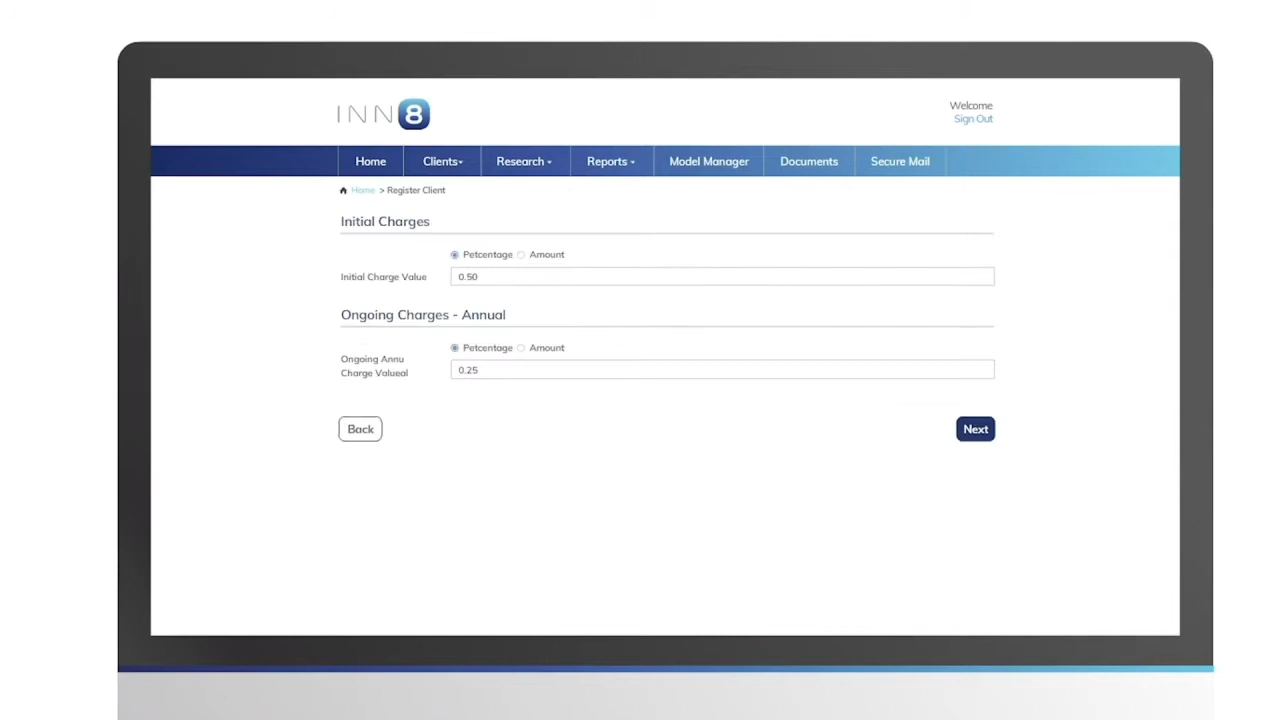 INN8
Welcome
Sign Out
Home Clients Research Reports Model Manager Documents Secure Mail
Home > Register Client
Initial Charges
Petcentage Amount
Initial Charge Value 0.50
Ongoing Charges - Annual
Petcentage Amount
Ongoing Annu
Charge Valueal 0.25
Back Next